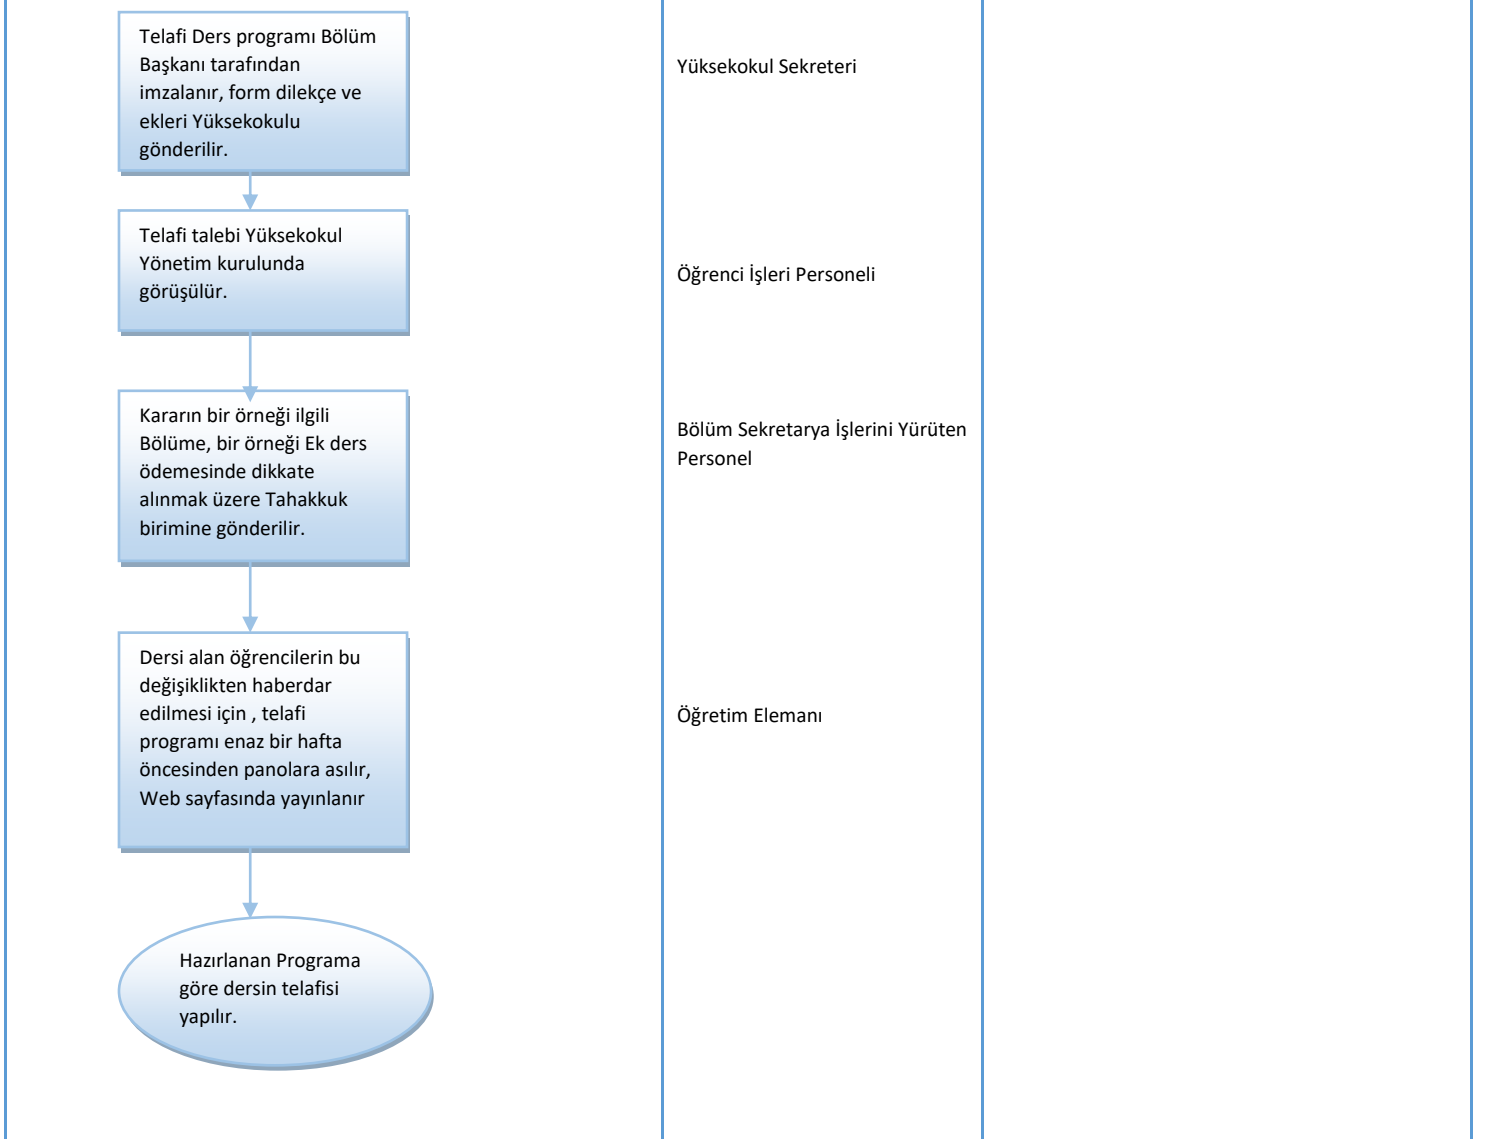 Telafi Ders programı Bölüm
Başkanı tarafından
imzalanır, form dilekçe ve
ekleri Yüksekokulu
gönderilir.
Yüksekokul Sekreteri
Telafi talebi Yüksekokul
Yönetim kurulunda
görüşülür.
Öğrenci İşleri Personeli
Kararın bir örneği ilgili
Bölüme, bir örneği Ek ders
ödemesinde dikkate
alınmak üzere Tahakkuk
birimine gönderilir.
Bölüm Sekretarya İşlerini Yürüten
Personel
Dersi alan öğrencilerin bu
değişiklikten haberdar
edilmesi için , telafi
programı enaz bir hafta
öncesinden panolara asılır,
Web sayfasında yayınlanır
Öğretim Elemanı
Hazırlanan Programa
göre dersin telafisi
yapılır.